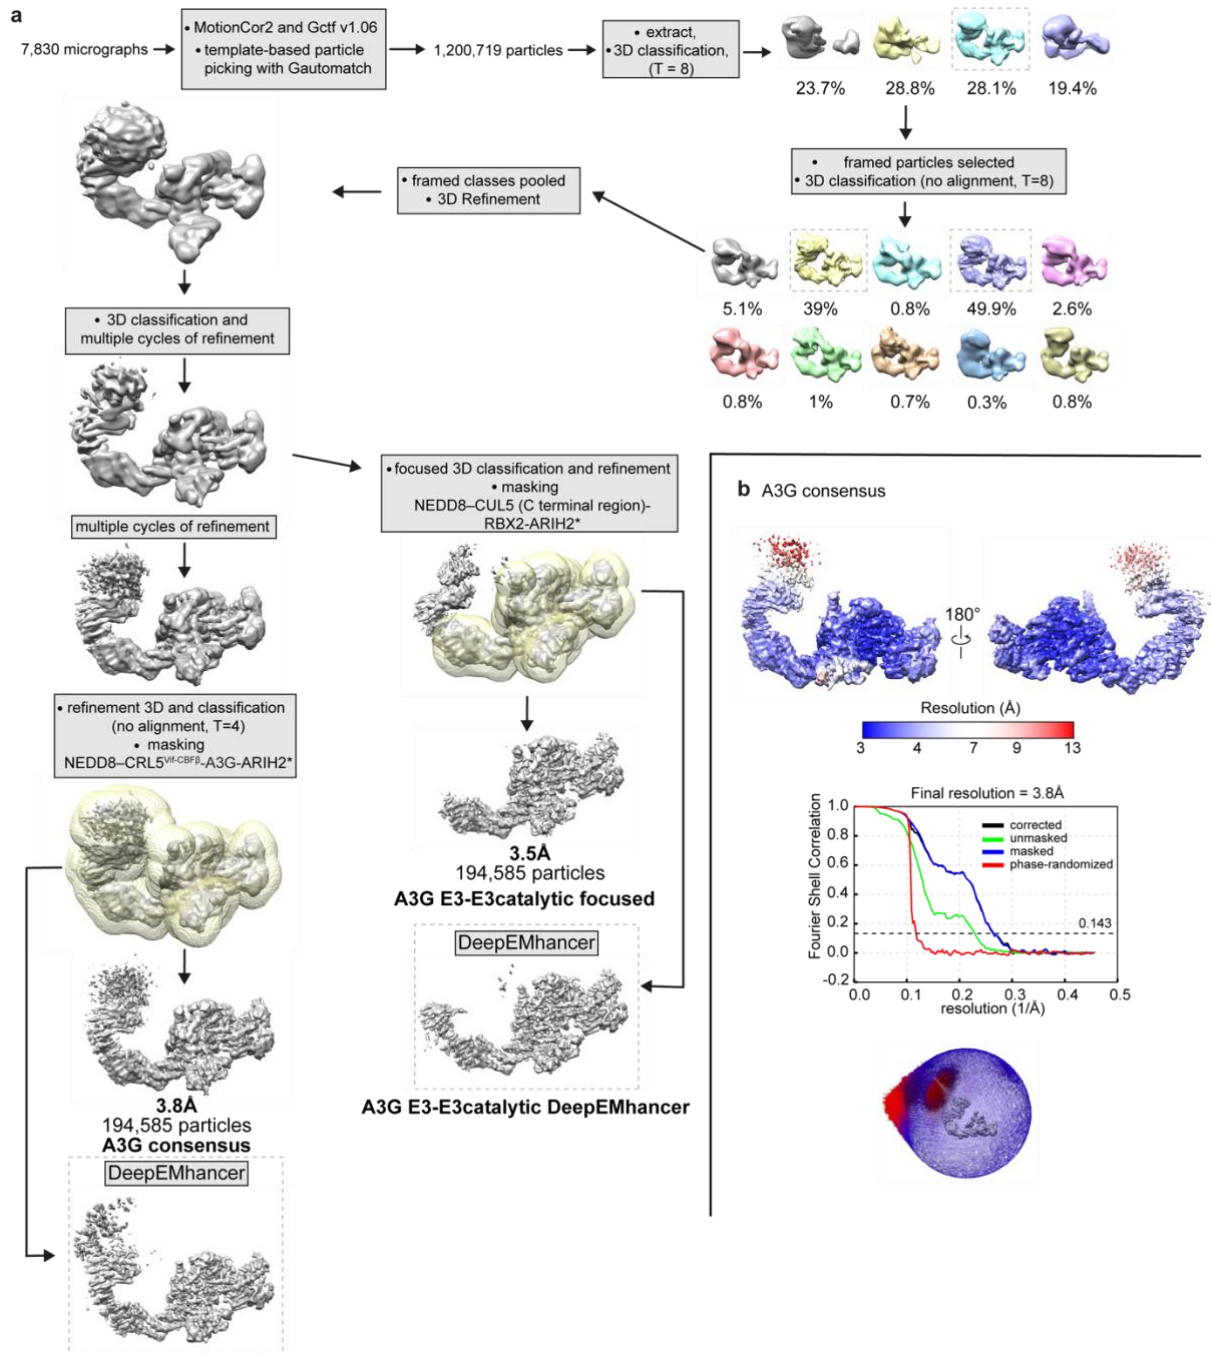 a
7,830 micrographs
• MotionCor2 and Gctf v1.06
• template-based particle
picking with Gautomatch
1,200,719 particles
• extract,
• 3D classification,
(T = 8)
23.7%
28.8%
28.1%
19.4%
• framed particles selected
• 3D classification (no alignment, T=8)
• framed classes pooled
• 3D Refinement
5.1%
39%
0.8%
49.9%
2.6%
0.8%
1%
0.7%
0.3%
0.8%
• 3D classification and
multiple cycles of refinement
multiple cycles of refinement
• refinement 3D and classification
(no alignment, T=4)
• masking
NEDD8–CRL5Vif-CBFβ-A3G-ARIH2*
3.8Å
194,585 particles
A3G consensus
DeepEMhancer
• focused 3D classification and refinement
• masking
NEDD8–CUL5 (C terminal region)-
RBX2-ARIH2*
3.5Å
194,585 particles
A3G E3-E3catalytic focused
DeepEMhancer
A3G E3-E3catalytic DeepEMhancer
b A3G consensus
180°
Resolution (Å)
3 4 7 9 13
Final resolution = 3.8Å
Fourier Shell Correlation
1.0
0.8
0.6
0.4
0.2
0.0
-0.2
corrected
unmasked
masked
phase-randomized
0.143
0.0 0.1 0.2 0.3 0.4 0.5
resolution (1/Å)